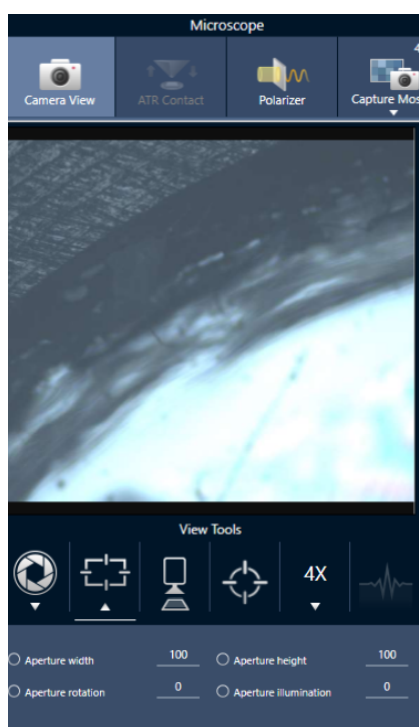 Microscope
Camera View
ATR Contact
Polarizer
Capture Mos
4
View Tools
4X
Aperture width 100 Aperture height 100
Aperture rotation 0 Aperture illumination 0